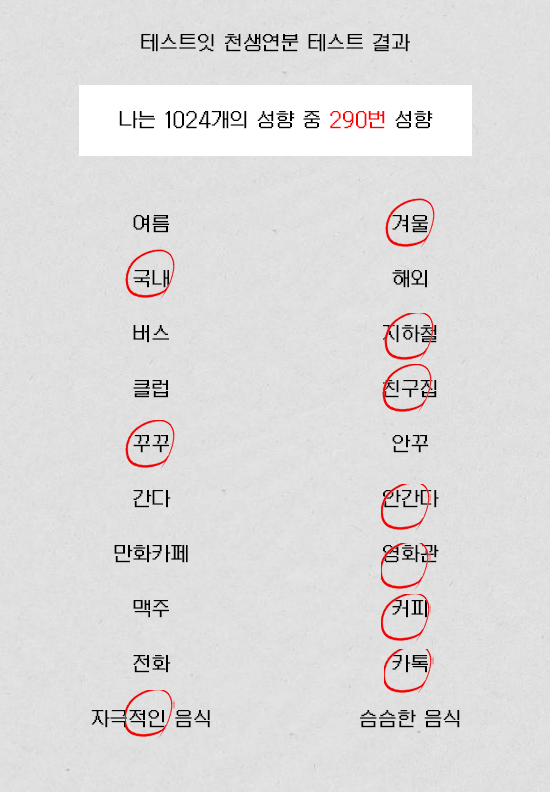 테스트잇 천생연분 테스트 결과
나는 1024개의 성향 중 290번 성향
여름 겨울
국내 해외
버스 지하철
클럽 친구집
꾸꾸 안꾸
간다 안간다
만화카페 영화관
맥주 커피
전화 카톡
자극적인 음식 슴슴한 음식